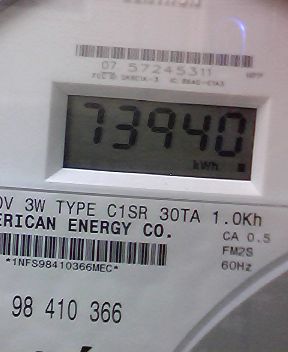 07 57245311
73940
kWh
0V 3W TYPE C1SR 30TA 1.0Kh
ERICAN ENERGY CO.
CA 0.5
FM2S
*1NFS98410366MEC*
60Hz
98 410 366